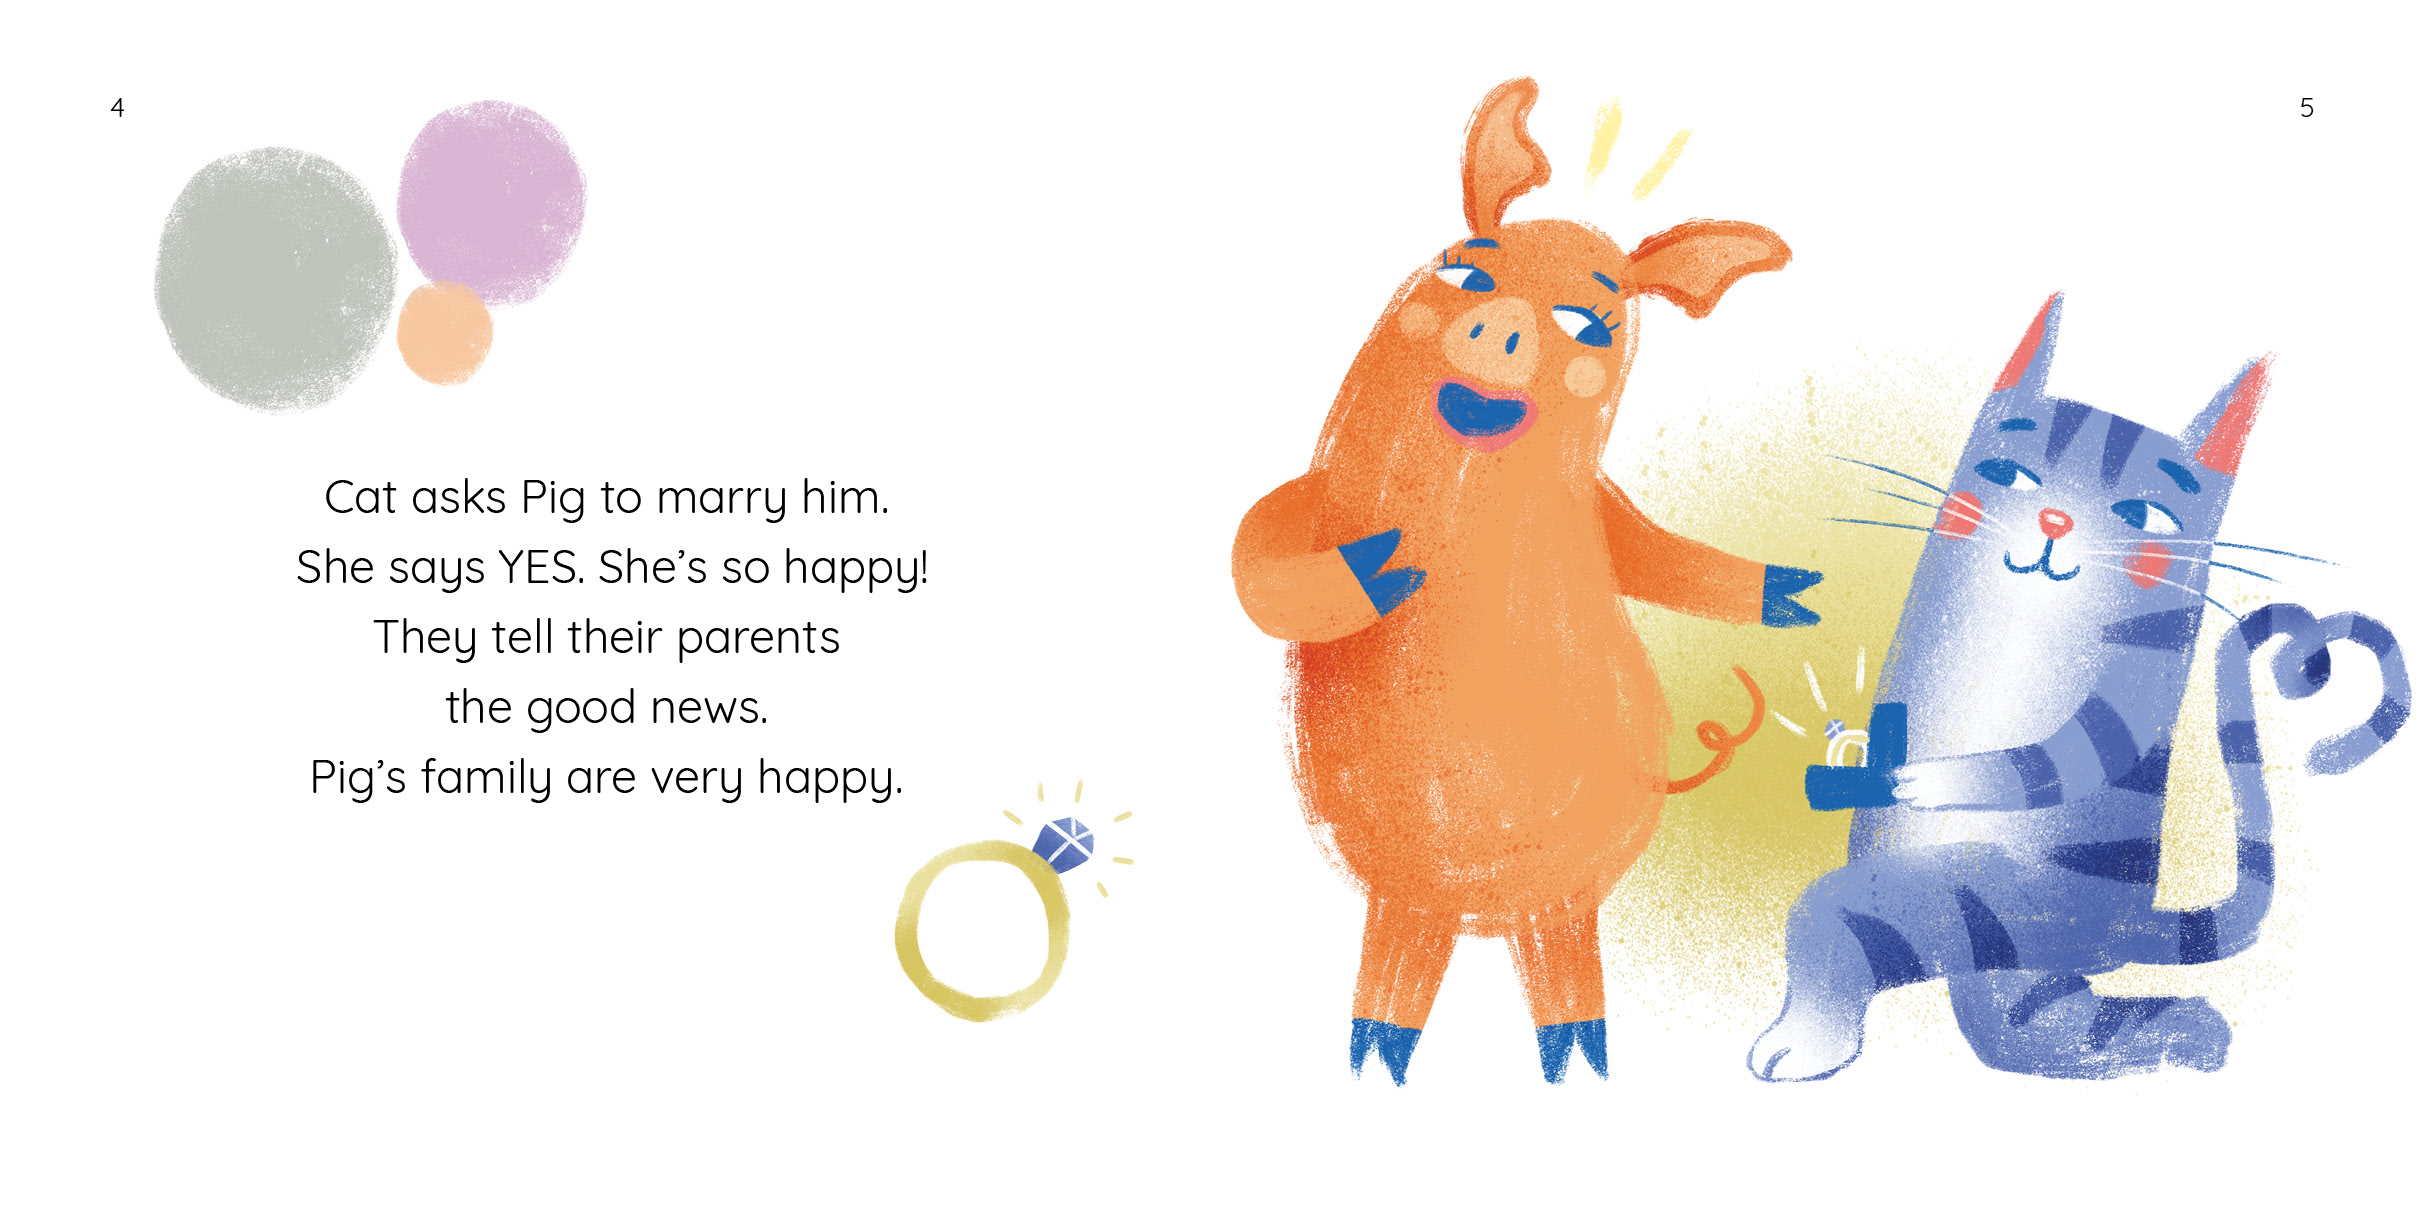 4
5
Cat asks Pig to marry him.
She says YES. She’s so happy!
They tell their parents
the good news.
Pig’s family are very happy.